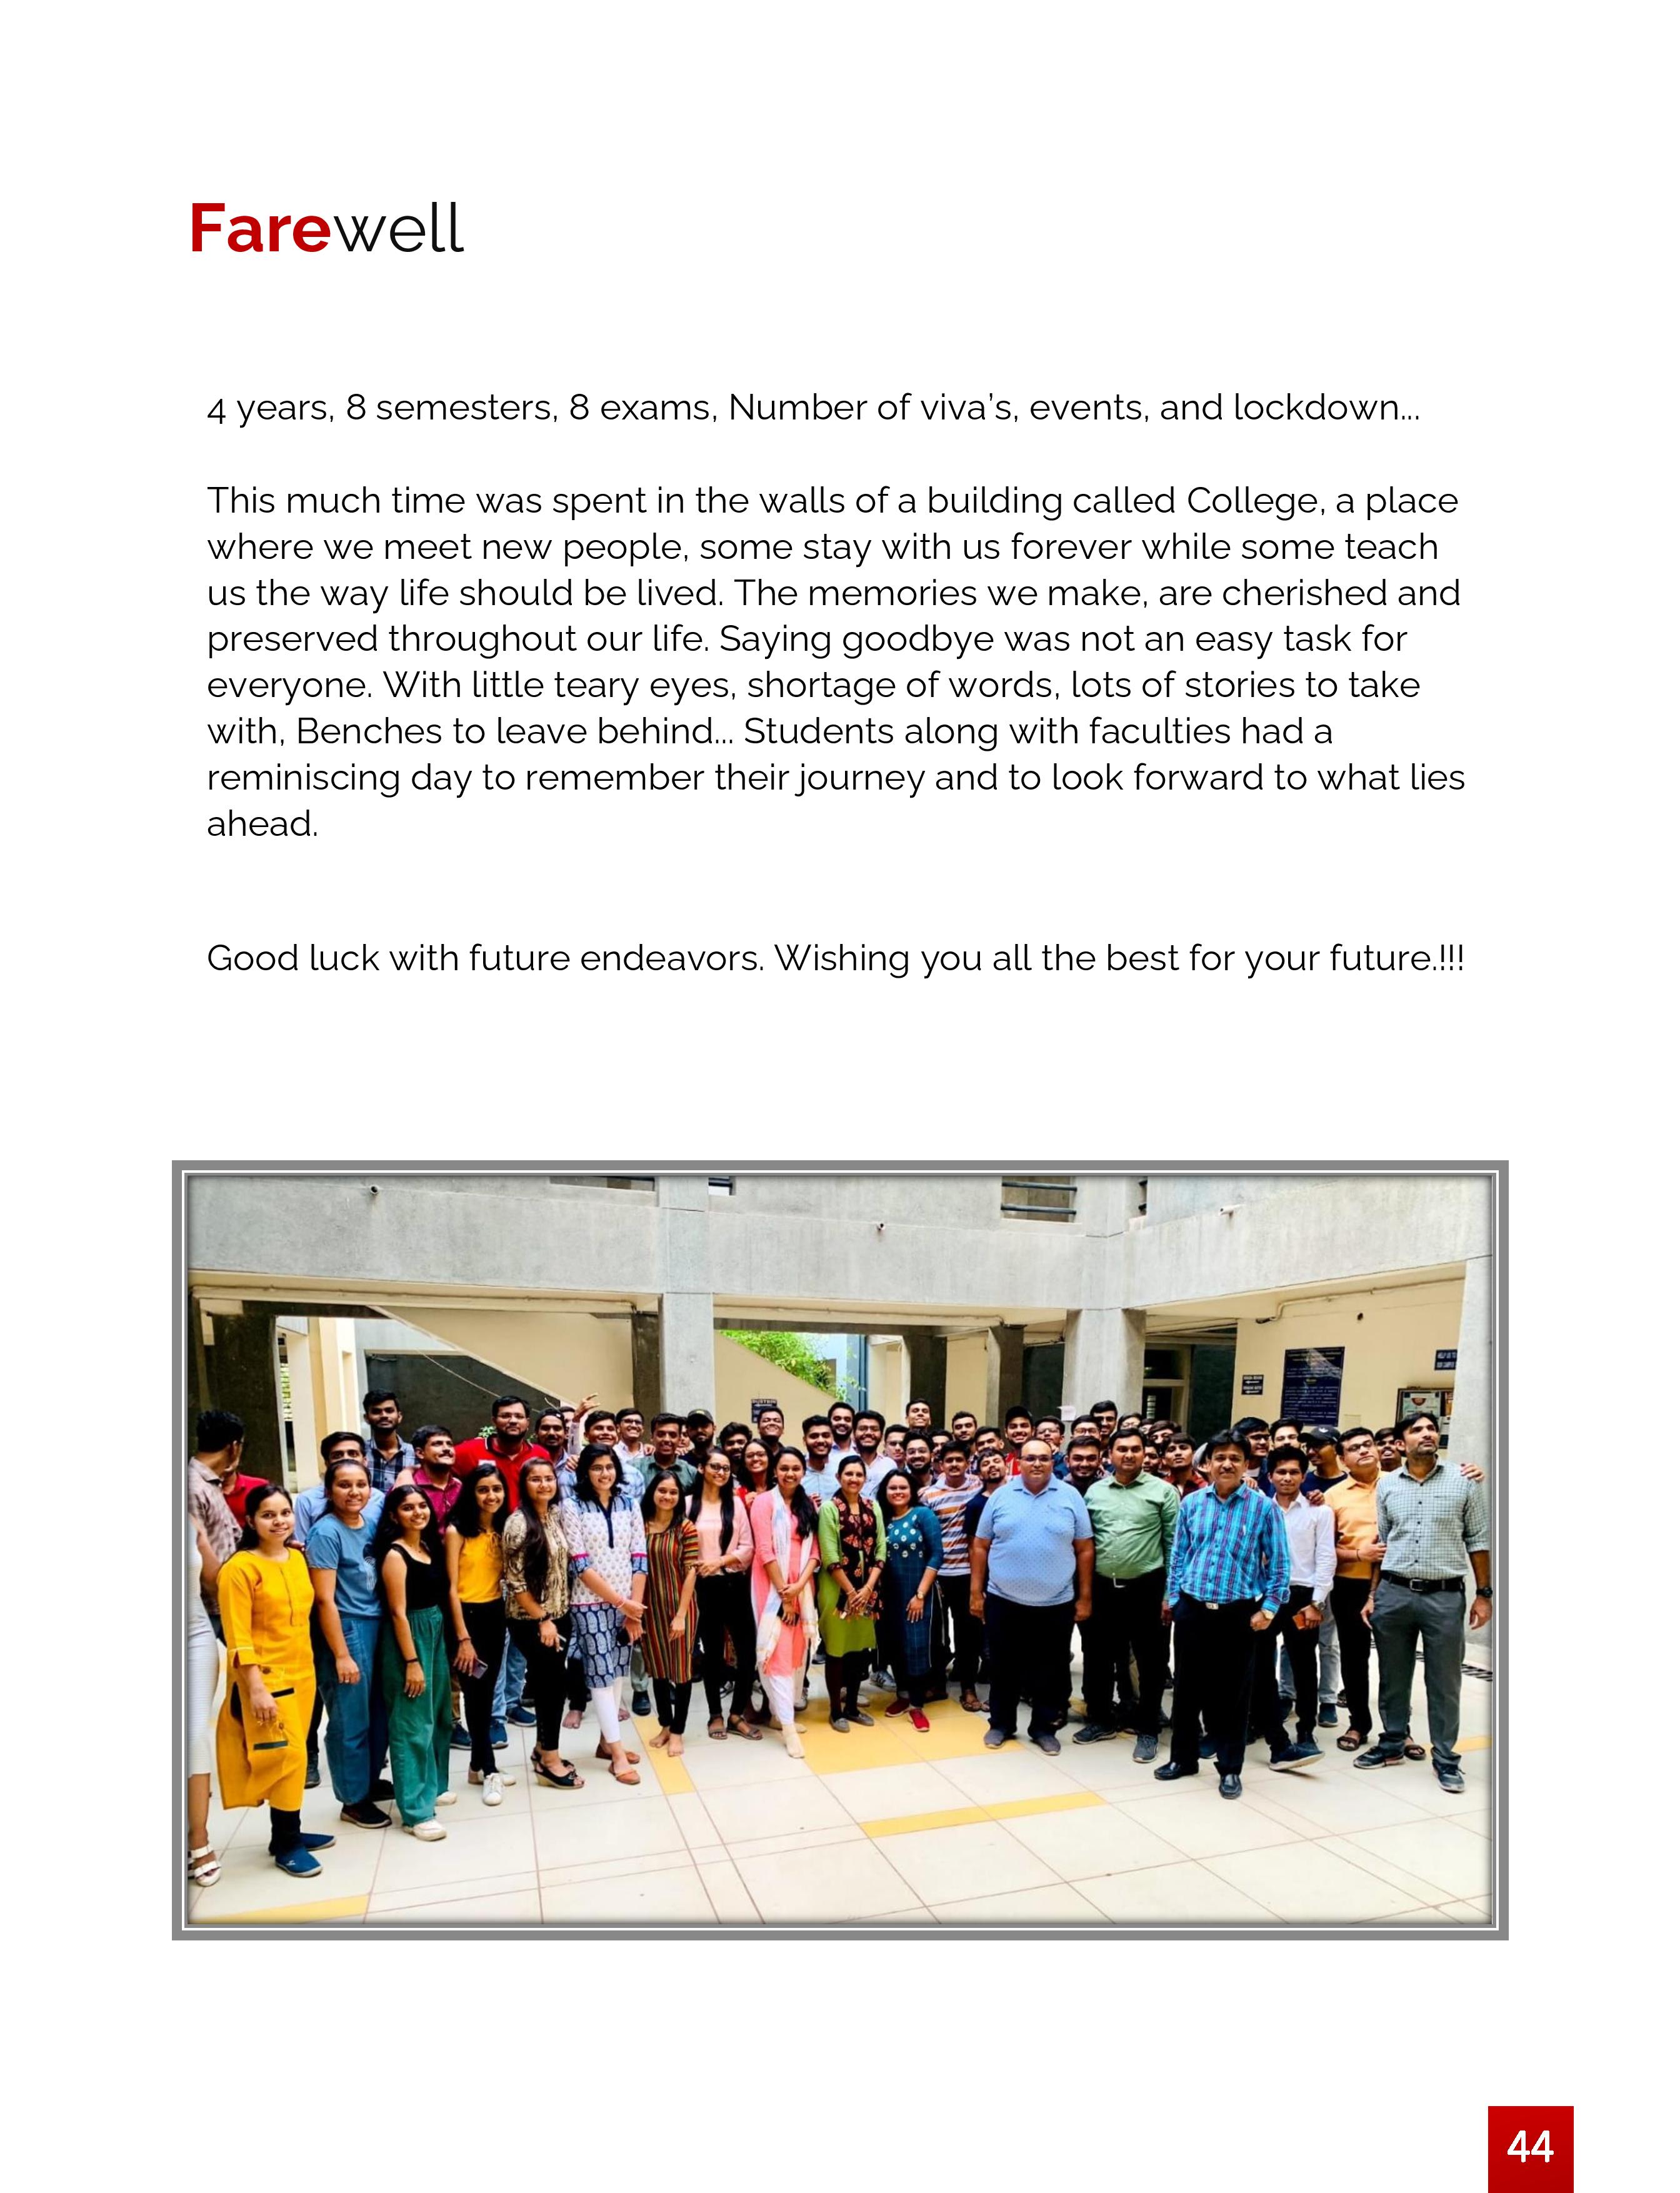 Farewell
4 years, 8 semesters, 8 exams, Number of viva's, events, and lockdown...
This much time was spent in the walls of a building called College, a place
where we meet new people, some stay with us forever while some teach
us the way life should be lived. The memories we make, are cherished and
preserved throughout our life. Saying goodbye was not an easy task for
everyone. With little teary eyes, shortage of words, lots of stories to take
with, Benches to leave behind... Students along with faculties had a
reminiscing day to remember their journey and to look forward to what lies
ahead.
Good luck with future endeavors. Wishing you all the best for your future.!!!
44